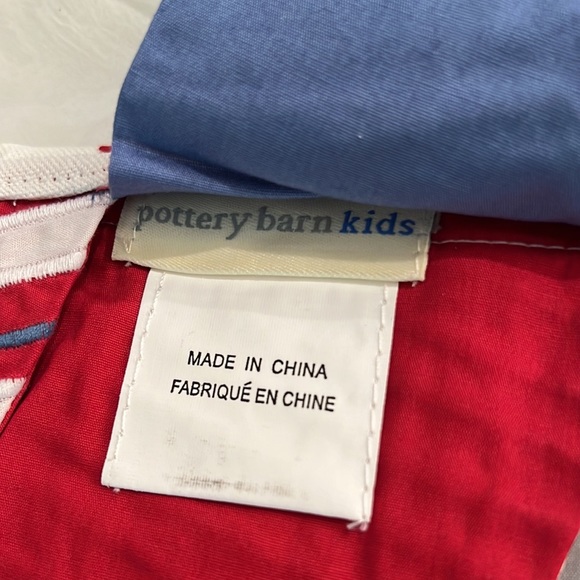 pottery barn kids
MADE IN CHINA
FABRIQUÉ EN CHINE